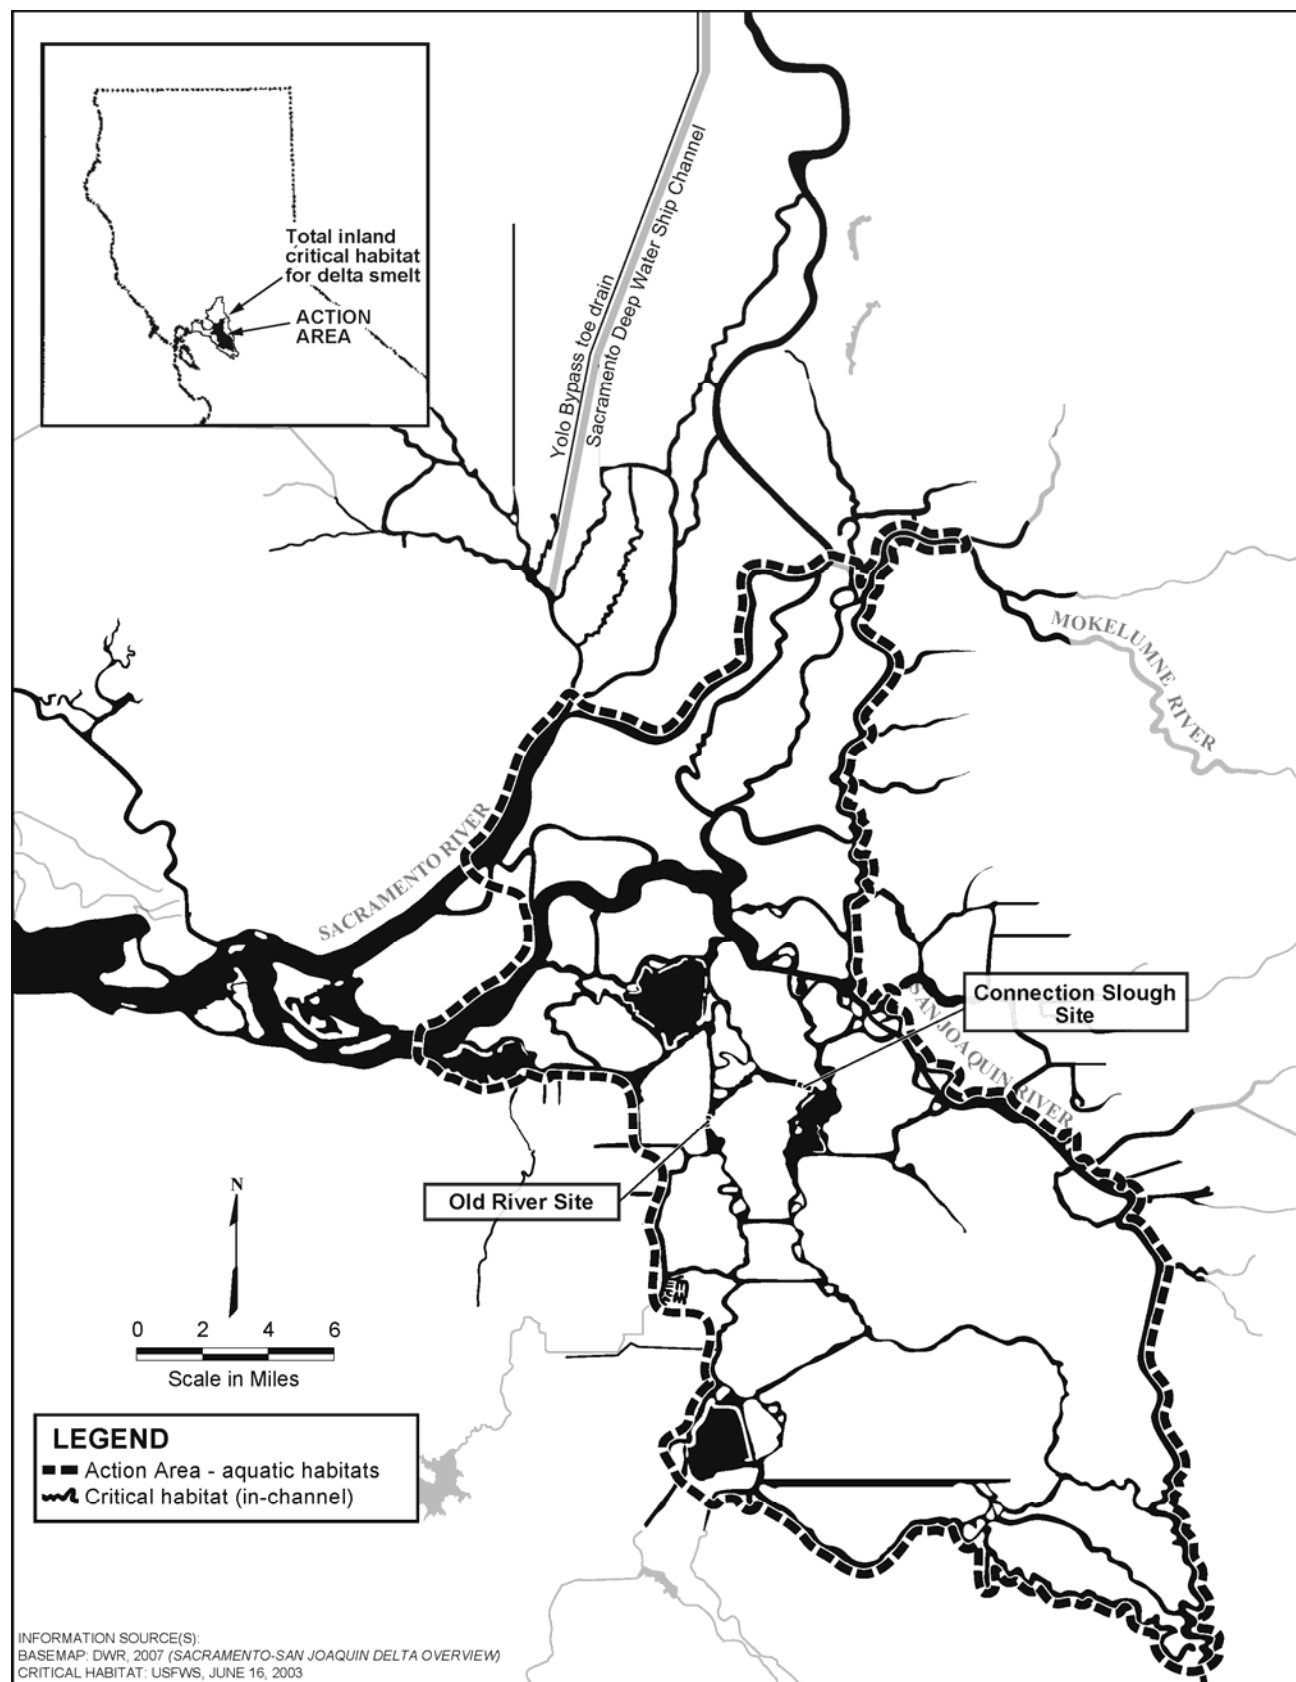 Total inland
critical habitat
for delta smelt
ACTION
AREA
Yolo Bypass toe drain
Sacramento Deep Water Ship Channel
MOKELUMNE RIVER
SACRAMENTO RIVER
SAN JOAQUIN RIVER
Connection Slough
Site
Old River Site
N
0 2 4 6
Scale in Miles
LEGEND
Action Area - aquatic habitats
Critical habitat (in-channel)
INFORMATION SOURCE(S):
BASEMAP: DWR, 2007 (SACRAMENTO-SAN JOAQUIN DELTA OVERVIEW)
CRITICAL HABITAT: USFWS, JUNE 16, 2003